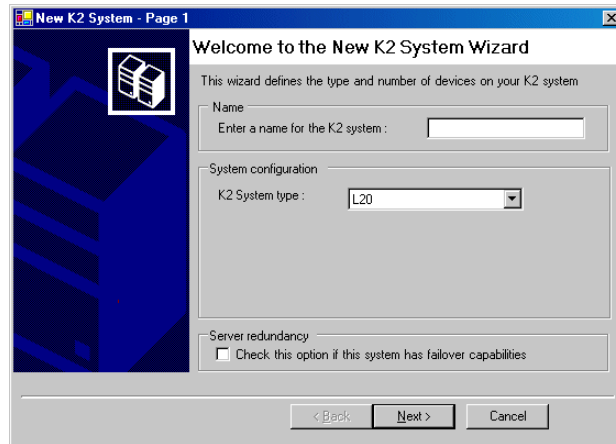 New K2 System - Page 1
Welcome to the New K2 System Wizard
This wizard defines the type and number of devices on your K2 system
Name
Enter a name for the K2 system :
System configuration
K2 System type :
L20
Server redundancy
Check this option if this system has failover capabilities
< Back
Next >
Cancel